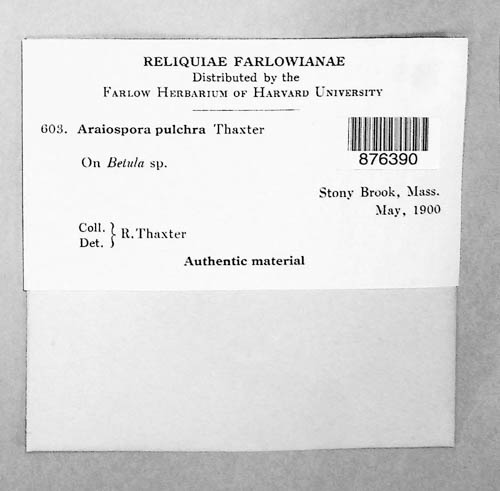 RELIQUIAE FARLOWIANAE
Distributed by the
FARLOW HERBARIUM OF HARVARD UNIVERSITY
603. Araiospora pulchra Thaxter
876390
On Betula sp.
Stony Brook, Mass.
May, 1900
Coll. } R. Thaxter
Det.
Authentic material